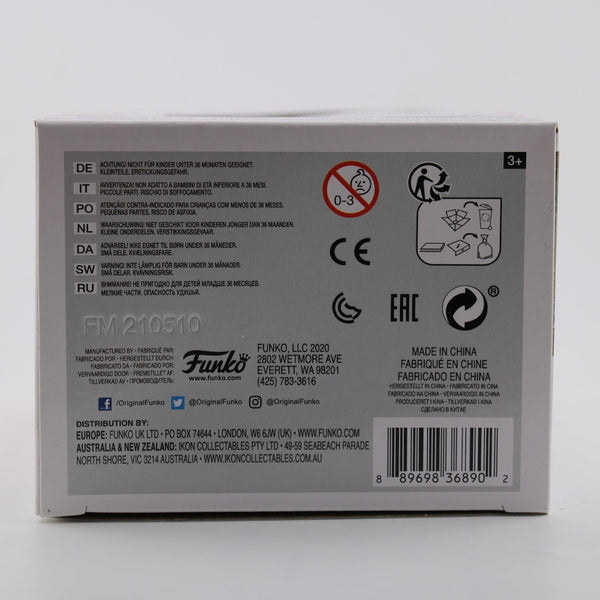 3+
DE ACHTUNG! NICHT FÜR KINDER UNTER 36 MONATEN GEEIGNET.
KLEINTEILE. ERSTICKUNGSGEFAHR.
IT AVVERTENZA! NON ADATTO A BAMBINI DI ETÀ INFERIORE A 36 MESI.
PICCOLE PARTI. RISCHIO DI SOFFOCAMENTO.
PO ATENÇÃO! CONTRA-INDICADO PARA CRIANÇAS COM MENOS DE 36 MESES.
PEQUENAS PARTES. RISCO DE ASFIXIA.
NL WAARSCHUWING! NIET GESCHIKT VOOR KINDEREN JONGER DAN 36 MAANDEN.
KLEINE ONDERDELEN. VERSTIKKINGSGEVAAR.
DA ADVARSEL! IKKE EGNET TIL BØRN UNDER 36 MÅNEDER.
SMÅ DELE. KVÆLNINGSFARE.
SW VARNING! INTE LÄMPLIG FÖR BARN UNDER 36 MÅNADER.
SMÅ DELAR. KVÄVNINGSRISK.
RU ВНИМАНИЕ! НЕ ПРИГОДНО ДЛЯ ДЕТЕЙ МЛАДШЕ 36 МЕСЯЦЕВ.
МЕЛКИЕ ЧАСТИ. ОПАСНОСТЬ УДУШЬЯ.
0-3
CE
EAC
®
FM 210510
MANUFACTURED BY • FABRIQUÉ PAR:
FABRICADO POR • HERGESTELLT DURCH:
FABBRICATO DA • FABRICADO POR:
VERVAARDIGD DOOR • FREMSTILLET AF:
TILLVERKAD AV • ПРОИЗВОДИТЕЛЬ:
Funko
www.funko.com
FUNKO, LLC 2020
2802 WETMORE AVE
EVERETT, WA 98201
(425) 783-3616
/OriginalFunko @OriginalFunko @OriginalFunko
MADE IN CHINA
FABRIQUÉ EN CHINE
FABRICADO EN CHINA
HERGESTELLT IN CHINA • FABBRICATO IN CINA
FABRICADO NA CHINA • VERVAARDIGD IN CHINA
PRODUCERET I KINA • TILLVERKAD I KINA
СДЕЛАНО В КИТАЕ
DISTRIBUTION BY:
EUROPE: FUNKO UK LTD • PO BOX 74644 • LONDON, W6 6JW (UK) • WWW.FUNKO.COM
AUSTRALIA & NEW ZEALAND: IKON COLLECTABLES PTY LTD • 49-59 SEABEACH PARADE
NORTH SHORE, VIC 3214 AUSTRALIA • WWW.IKONCOLLECTABLES.COM.AU
8 89698 36890 2